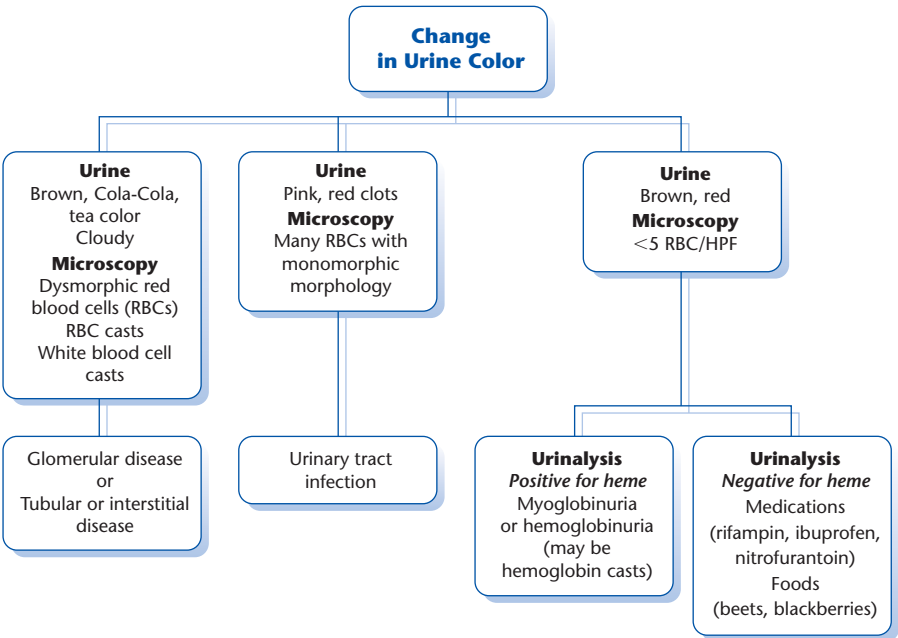 Change
in Urine Color
Urine
Brown, Cola-Cola,
tea color
Cloudy
Microscopy
Dysmorphic red
blood cells (RBCs)
RBC casts
White blood cell
casts
Urine
Pink, red clots
Microscopy
Many RBCs with
monomorphic
morphology
Urine
Brown, red
Microscopy
<5 RBC/HPF
Glomerular disease
or
Tubular or interstitial
disease
Urinary tract
infection
Urinalysis
Positive for heme
Myoglobinuria
or hemoglobinuria
(may be
hemoglobin casts)
Urinalysis
Negative for heme
Medications
(rifampin, ibuprofen,
nitrofurantoin)
Foods
(beets, blackberries)